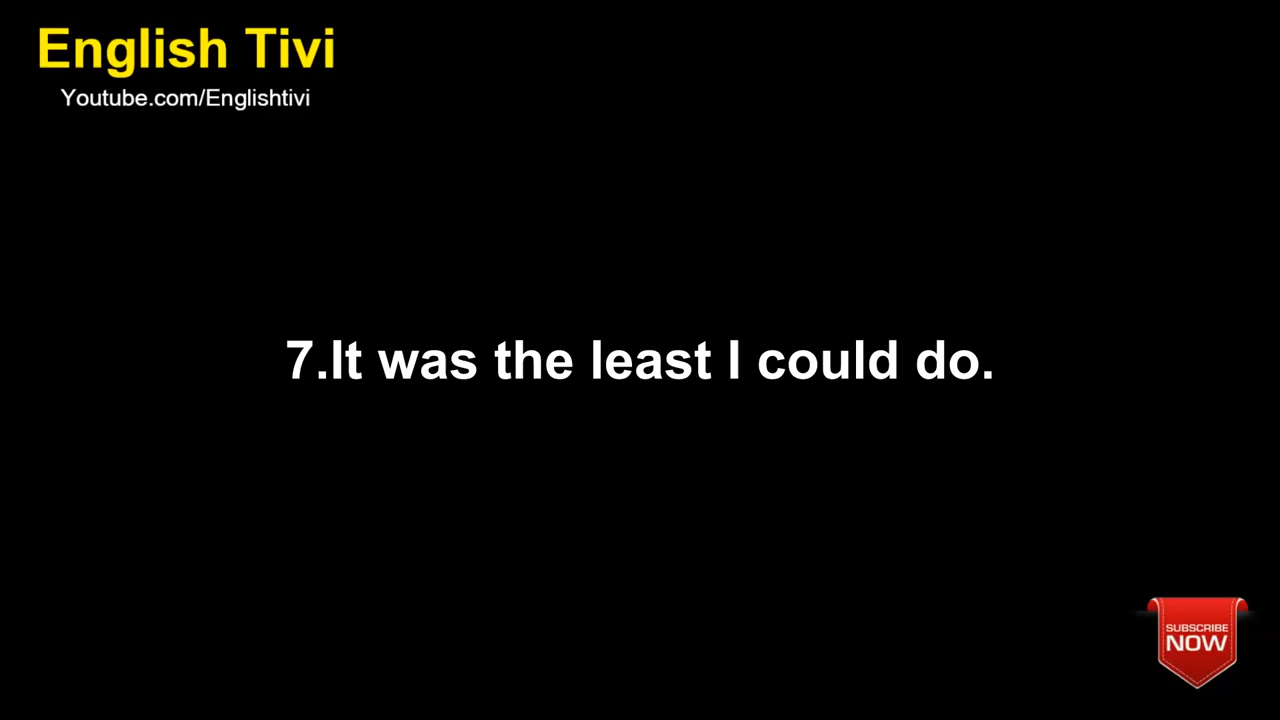 English Tivi
Youtube.com/Englishtivi
7.It was the least I could do.
SUBSCRIBE
NOW